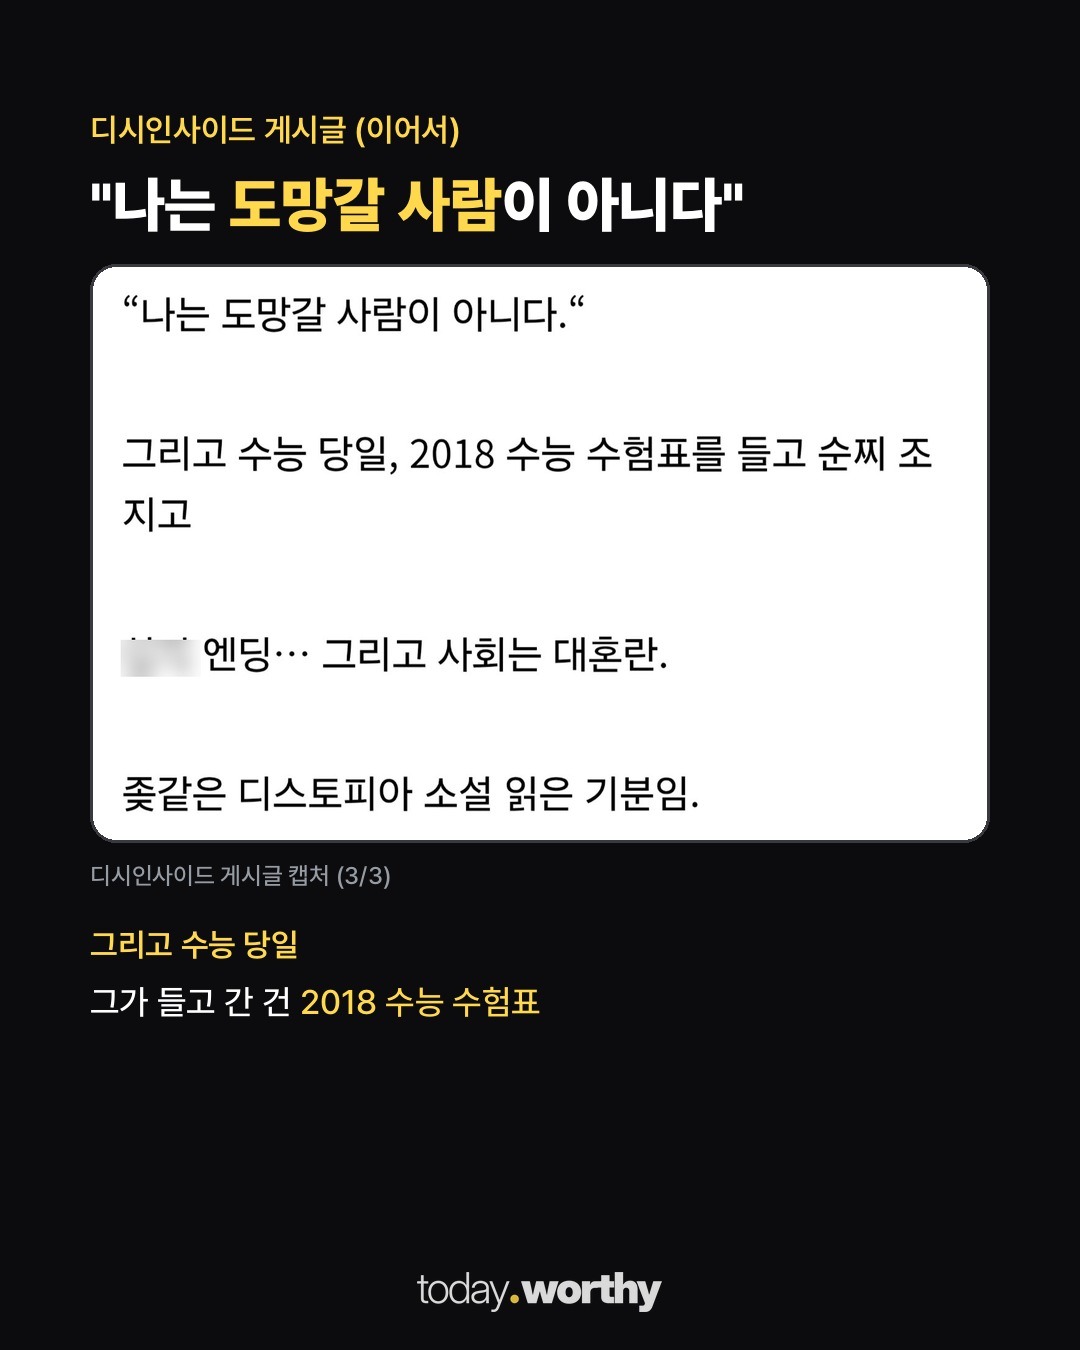 디시인사이드 게시글 (이어서)
"나는 도망갈 사람이 아니다"
“나는 도망갈 사람이 아니다.“
그리고 수능 당일, 2018 수능 수험표를 들고 순찌 조
지고
엔딩… 그리고 사회는 대혼란.
좆같은 디스토피아 소설 읽은 기분임.
디시인사이드 게시글 캡처 (3/3)
그리고 수능 당일
그가 들고 간 건 2018 수능 수험표
today.worthy